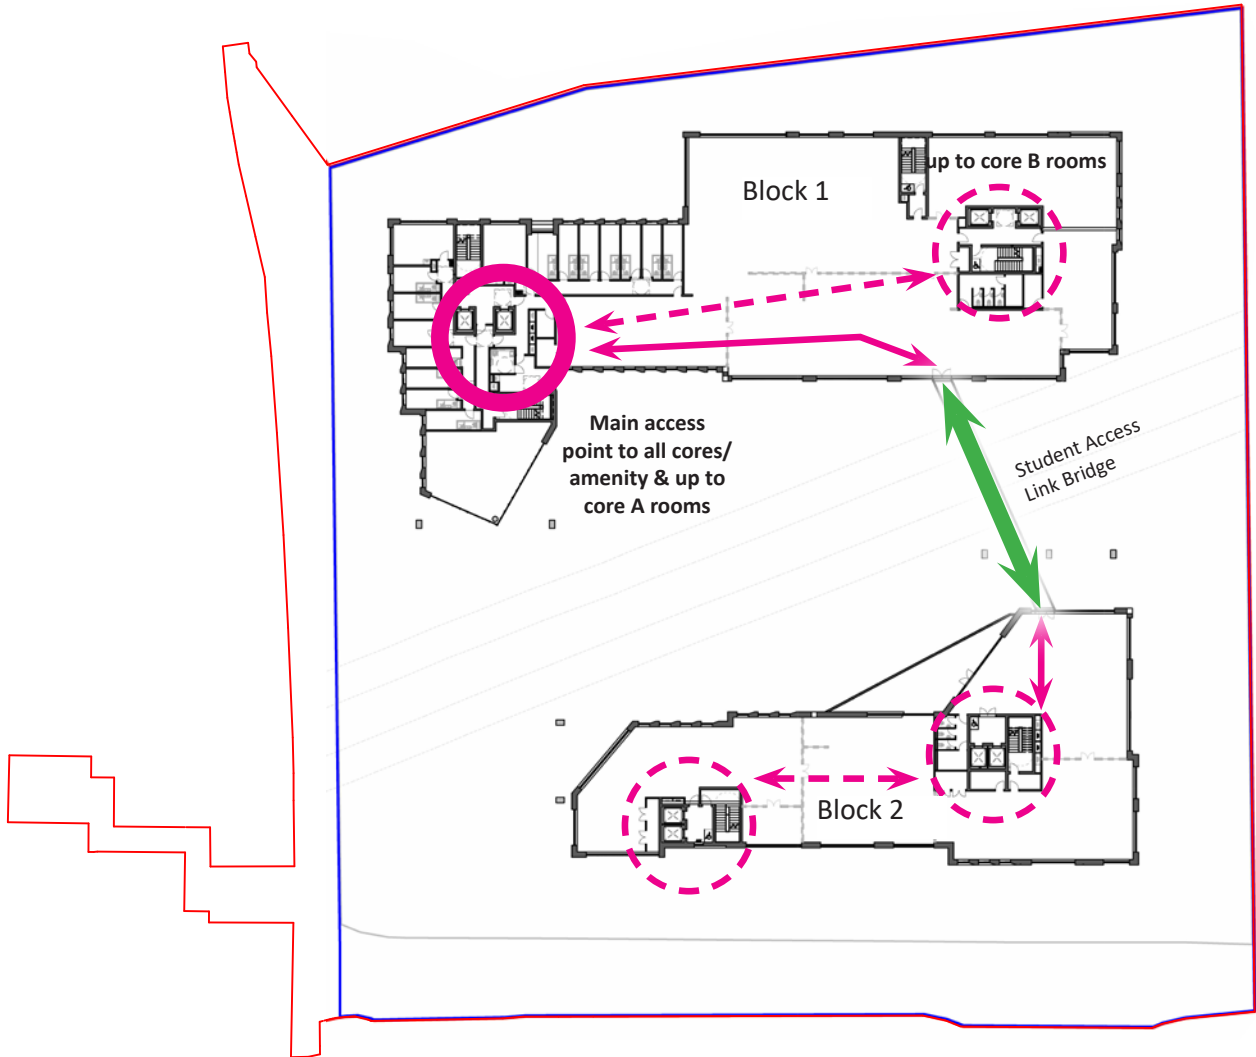 up to core B rooms
Block 1
Main access
point to all cores/
amenity & up to
core A rooms
Student Access
Link Bridge
Block 2